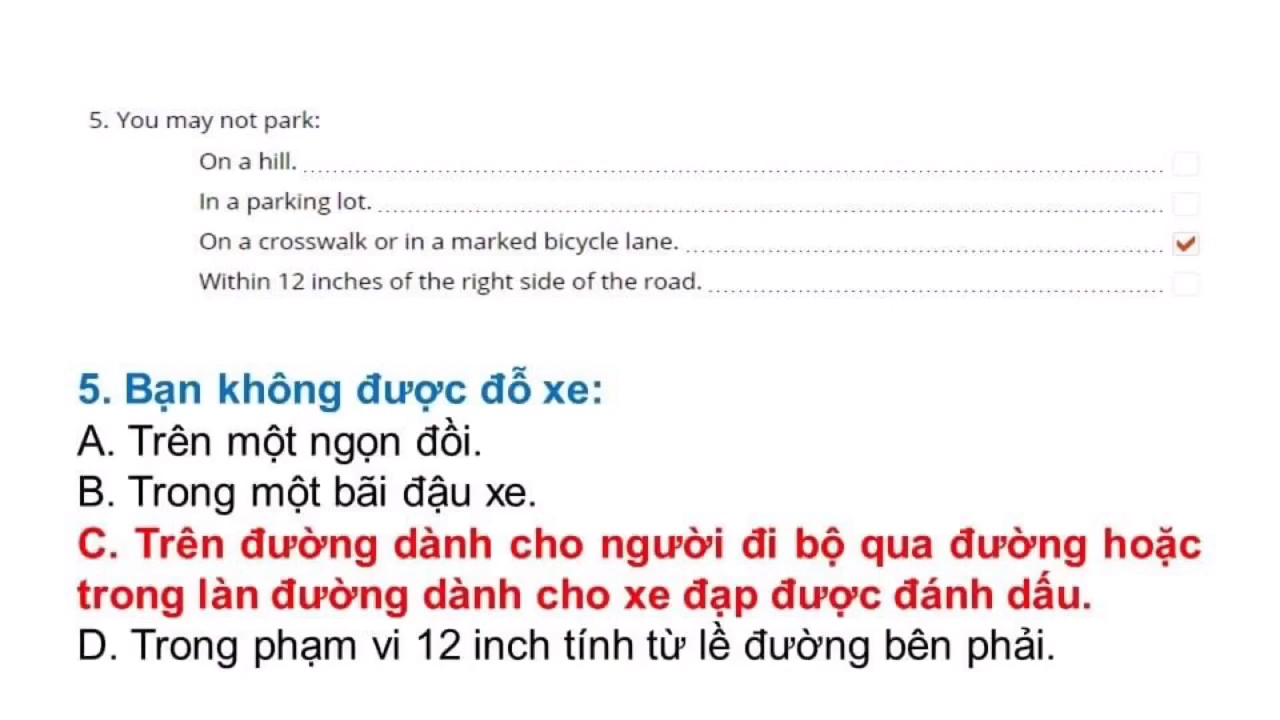 5. You may not park:
On a hill.
In a parking lot.
On a crosswalk or in a marked bicycle lane.
Within 12 inches of the right side of the road.
5. Bạn không được đỗ xe:
A. Trên một ngọn đồi.
B. Trong một bãi đậu xe.
C. Trên đường dành cho người đi bộ qua đường hoặc
trong làn đường dành cho xe đạp được đánh dấu.
D. Trong phạm vi 12 inch tính từ lề đường bên phải.